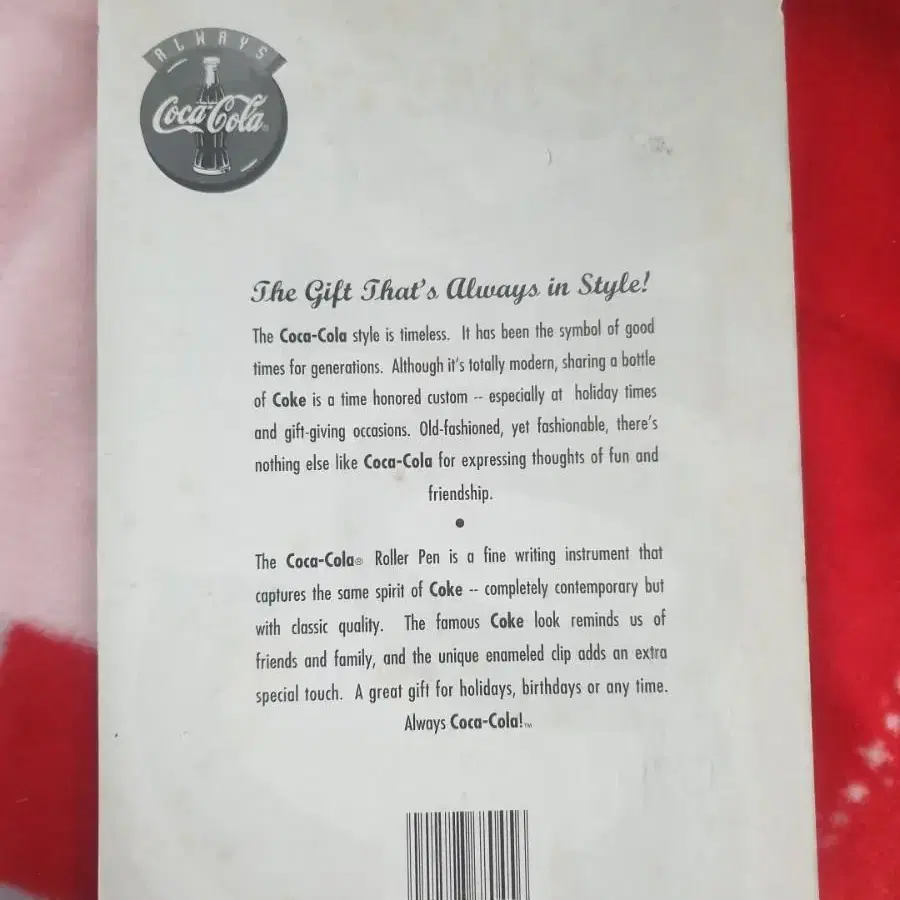 ALWAYS
Coca-Cola®
The Gift That's Always in Style!
The Coca-Cola style is timeless. It has been the symbol of good
times for generations. Although it's totally modern, sharing a bottle
of Coke is a time honored custom -- especially at holiday times
and gift-giving occasions. Old-fashioned, yet fashionable, there's
nothing else like Coca-Cola for expressing thoughts of fun and
friendship.
The Coca-Cola® Roller Pen is a fine writing instrument that
captures the same spirit of Coke -- completely contemporary but
with classic quality. The famous Coke look reminds us of
friends and family, and the unique enameled clip adds an extra
special touch. A great gift for holidays, birthdays or any time.
Always Coca-Cola!™